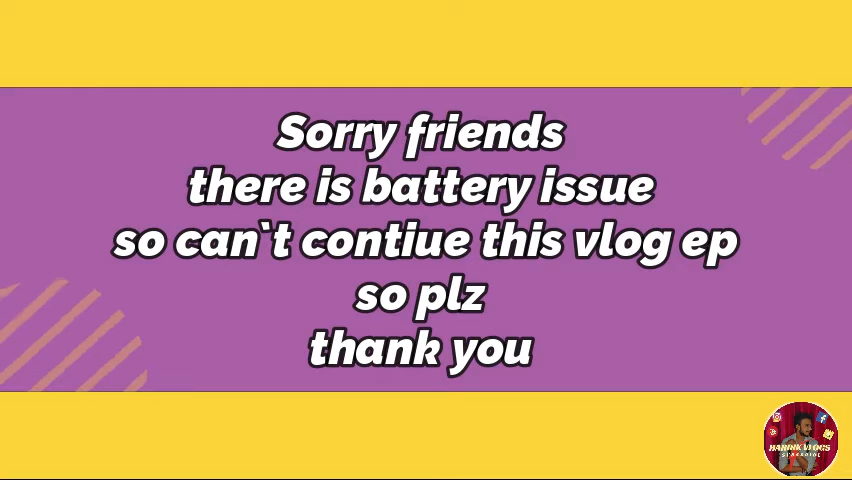 Sorry friends
there is battery issue
so can`t contiue this vlog ep
so plz
thank you